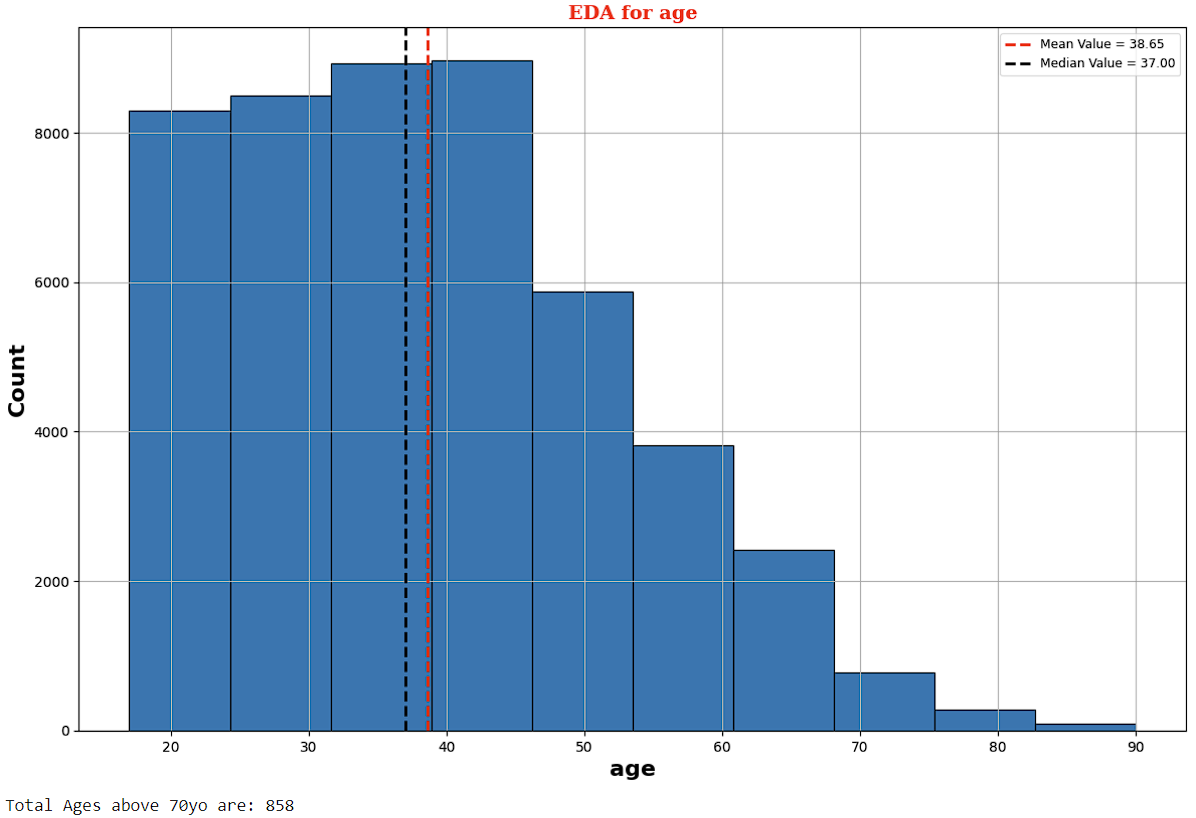 EDA for age
Mean Value = 38.65
Median Value = 37.00
8000
6000
4000
2000
0
Count
20 30 40 50 60 70 80 90
age
Total Ages above 70yo are: 858